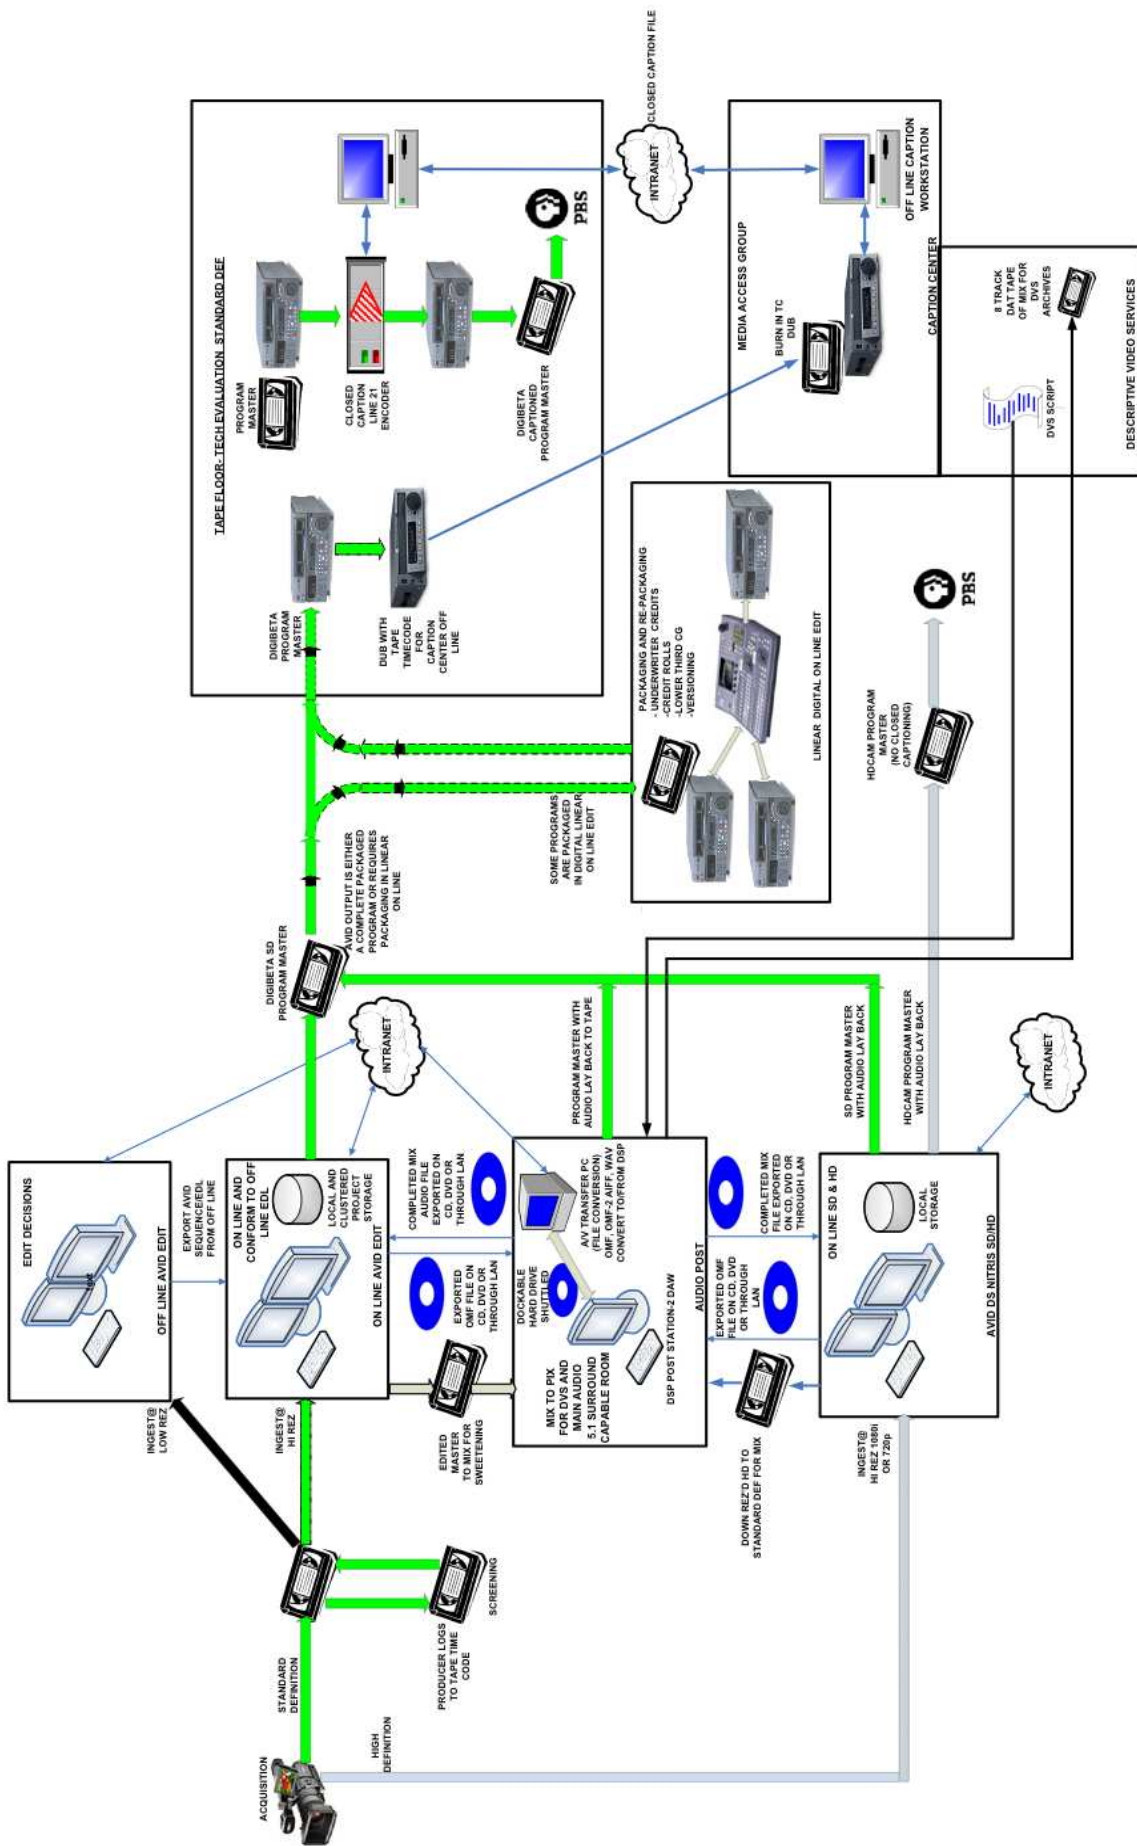 ACQUISITION
STANDARD
DEFINITION
HIGH
DEFINITION
PRODUCER LOGS
TO TAPE TIME
CODE
SCREENING
INGEST@
LOW REZ
INGEST@
HI REZ
INGEST@
HI REZ 1080i
OR 720p
EDIT DECISIONS
text
OFF LINE AVID EDIT
EXPORT AVID
SEQUENCE/EDL
FROM OFF LINE
ON LINE AND
CONFORM TO OFF
LINE EDL
LOCAL AND
CLUSTERED
PROJECT
STORAGE
ON LINE AVID EDIT
EDITED
MASTER
TO MIX FOR
SWEETENING
EXPORTED
OMF FILE ON
CD, DVD OR
THROUGH LAN
COMPLETED MIX
AUDIO FILE
EXPORTED ON
CD, DVD OR
THROUGH LAN
DOCKABLE
HARD DRIVE
SHUTTLED
MIX TO PIX
FOR DVS AND
MAIN AUDIO
5.1 SURROUND
CAPABLE ROOM
A/V TRANSFER PC
(FILE CONVERSION)
OMF, OMF-2 AIFF, WAV
CONVERT TO/FROM DSP
DSP POST STATION-2 DAW
AUDIO POST
DOWN REZ'D HD TO
STANDARD DEF FOR MIX
EXPORTED OMF
FILE ON CD, DVD
OR THROUGH
LAN
COMPLETED MIX
FILE EXPORTED
ON CD, DVD OR
THROUGH LAN
ON LINE SD & HD
LOCAL
STORAGE
AVID DS NITRIS SD/HD
INTRANET
INTRANET
DIGIBETA SD
PROGRAM MASTER
PROGRAM MASTER WITH
AUDIO LAY BACK TO TAPE
SD PROGRAM MASTER
WITH AUDIO LAY BACK
HDCAM PROGRAM MASTER
WITH AUDIO LAY BACK
AVID OUTPUT IS EITHER
A COMPLETE PACKAGED
PROGRAM OR REQUIRES
PACKAGING IN LINEAR
ON LINE
SOME PROGRAMS
ARE PACKAGED
IN DIGITAL LINEAR
ON LINE EDIT
PACKAGING AND RE-PACKAGING
- UNDERWRITER CREDITS
-CREDIT ROLLS
-LOWER THIRD CG
-VERSIONING
LINEAR DIGITAL ON LINE EDIT
HDCAM PROGRAM
MASTER
(NO CLOSED
CAPTIONING)
PBS
TAPE FLOOR- TECH EVALUATION STANDARD DEF
DIGIBETA
PROGRAM
MASTER
DUB WITH
TAPE
TIMECODE
FOR
CAPTION
CENTER OFF
LINE
PROGRAM
MASTER
CLOSED
CAPTION
LINE 21
ENCODER
DIGIBETA
CAPTIONED
PROGRAM MASTER
PBS
INTRANET
CLOSED CAPTION FILE
MEDIA ACCESS GROUP
BURN IN TC
DUB
OFF LINE CAPTION
WORKSTATION
CAPTION CENTER
8 TRACK
DAT TAPE
OF MIX FOR
DVS
ARCHIVES
DVS SCRIPT
DESCRIPTIVE VIDEO SERVICES